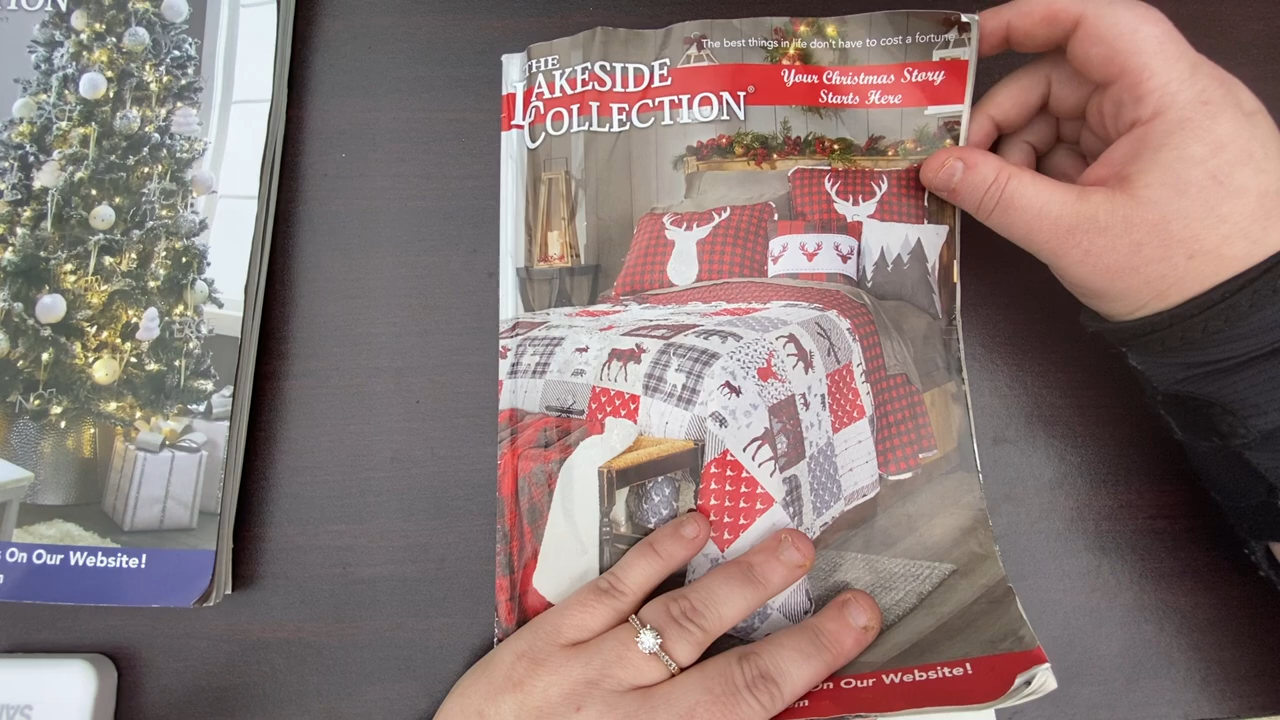 The best things in life don't have to cost a fortune
THE
LAKESIDE
COLLECTION®
Your Christmas Story
Starts Here
On Our Website!
On Our Website!